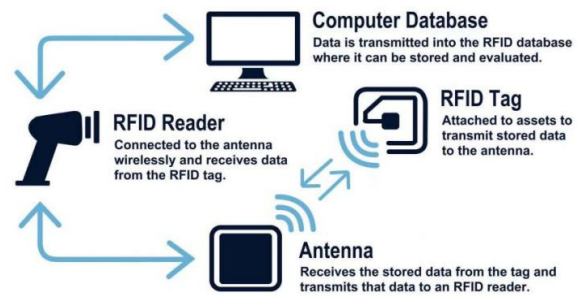 Computer Database
Data is transmitted into the RFID database
where it can be stored and evaluated.
RFID Tag
Attached to assets to
transmit stored data
to the antenna.
RFID Reader
Connected to the antenna
wirelessly and receives data
from the RFID tag.
Antenna
Receives the stored data from the tag and
transmits that data to an RFID reader.